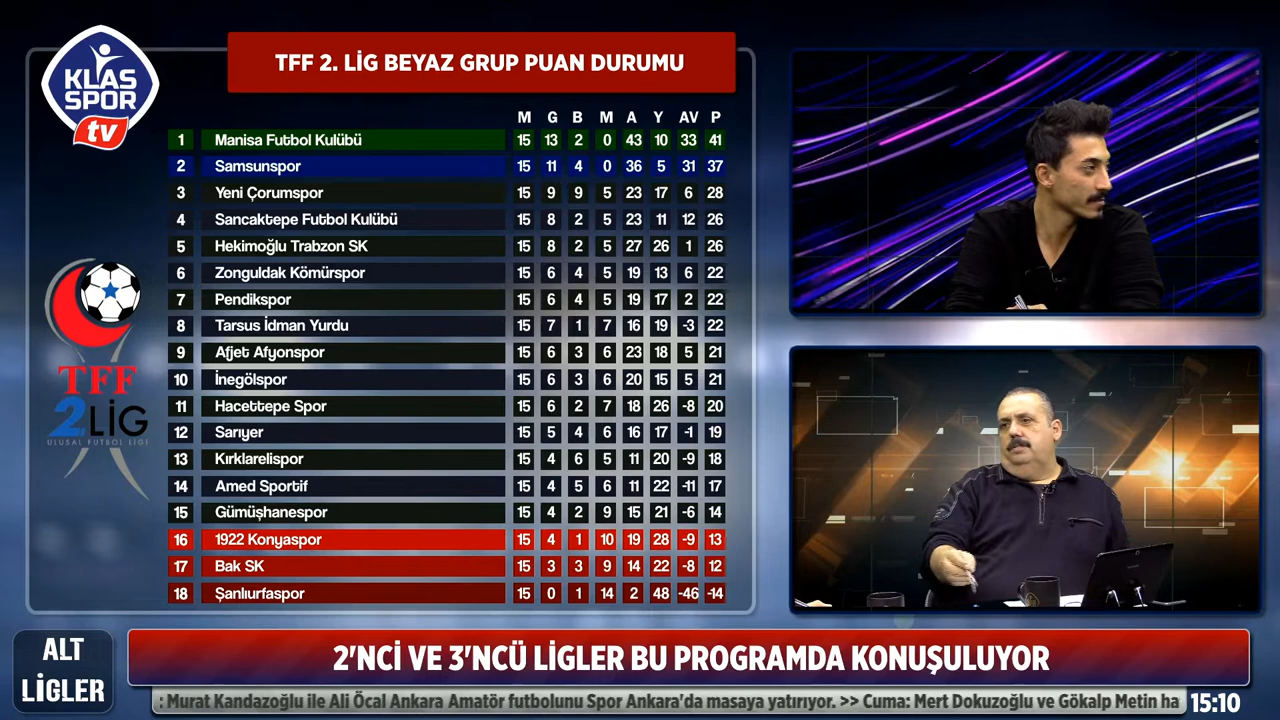 KLAS
SPOR
tv
TFF 2. LİG BEYAZ GRUP PUAN DURUMU
M G B M A Y AV P
1 Manisa Futbol Kulübü 15 13 2 0 43 10 33 41
2 Samsunspor 15 11 4 0 36 5 31 37
3 Yeni Çorumspor 15 9 9 5 23 17 6 28
4 Sancaktepe Futbol Kulübü 15 8 2 5 23 11 12 26
5 Hekimoğlu Trabzon SK 15 8 2 5 27 26 1 26
6 Zonguldak Kömürspor 15 6 4 5 19 13 6 22
7 Pendikspor 15 6 4 5 19 17 2 22
8 Tarsus İdman Yurdu 15 7 1 7 16 19 -3 22
9 Afjet Afyonspor 15 6 3 6 23 18 5 21
10 İnegölspor 15 6 3 6 20 15 5 21
11 Hacettepe Spor 15 6 2 7 18 26 -8 20
12 Sarıyer 15 5 4 6 16 17 -1 19
13 Kırklarelispor 15 4 6 5 11 20 -9 18
14 Amed Sportif 15 4 5 6 11 22 -11 17
15 Gümüşhanespor 15 4 2 9 15 21 -6 14
16 1922 Konyaspor 15 4 1 10 19 28 -9 13
17 Bak SK 15 3 3 9 14 22 -8 12
18 Şanlıurfaspor 15 0 1 14 2 48 -46 -14
TFF
2.LİG
ULUSAL FUTBOL LİGİ
ALT
LİGLER
2'NCİ VE 3'NCÜ LİGLER BU PROGRAMDA KONUŞULUYOR
: Murat Kandazoğlu ile Ali Öcal Ankara Amatör futbolunu Spor Ankara'da masaya yatırıyor. >> Cuma: Mert Dokuzoğlu ve Gökalp Metin ha
15:10